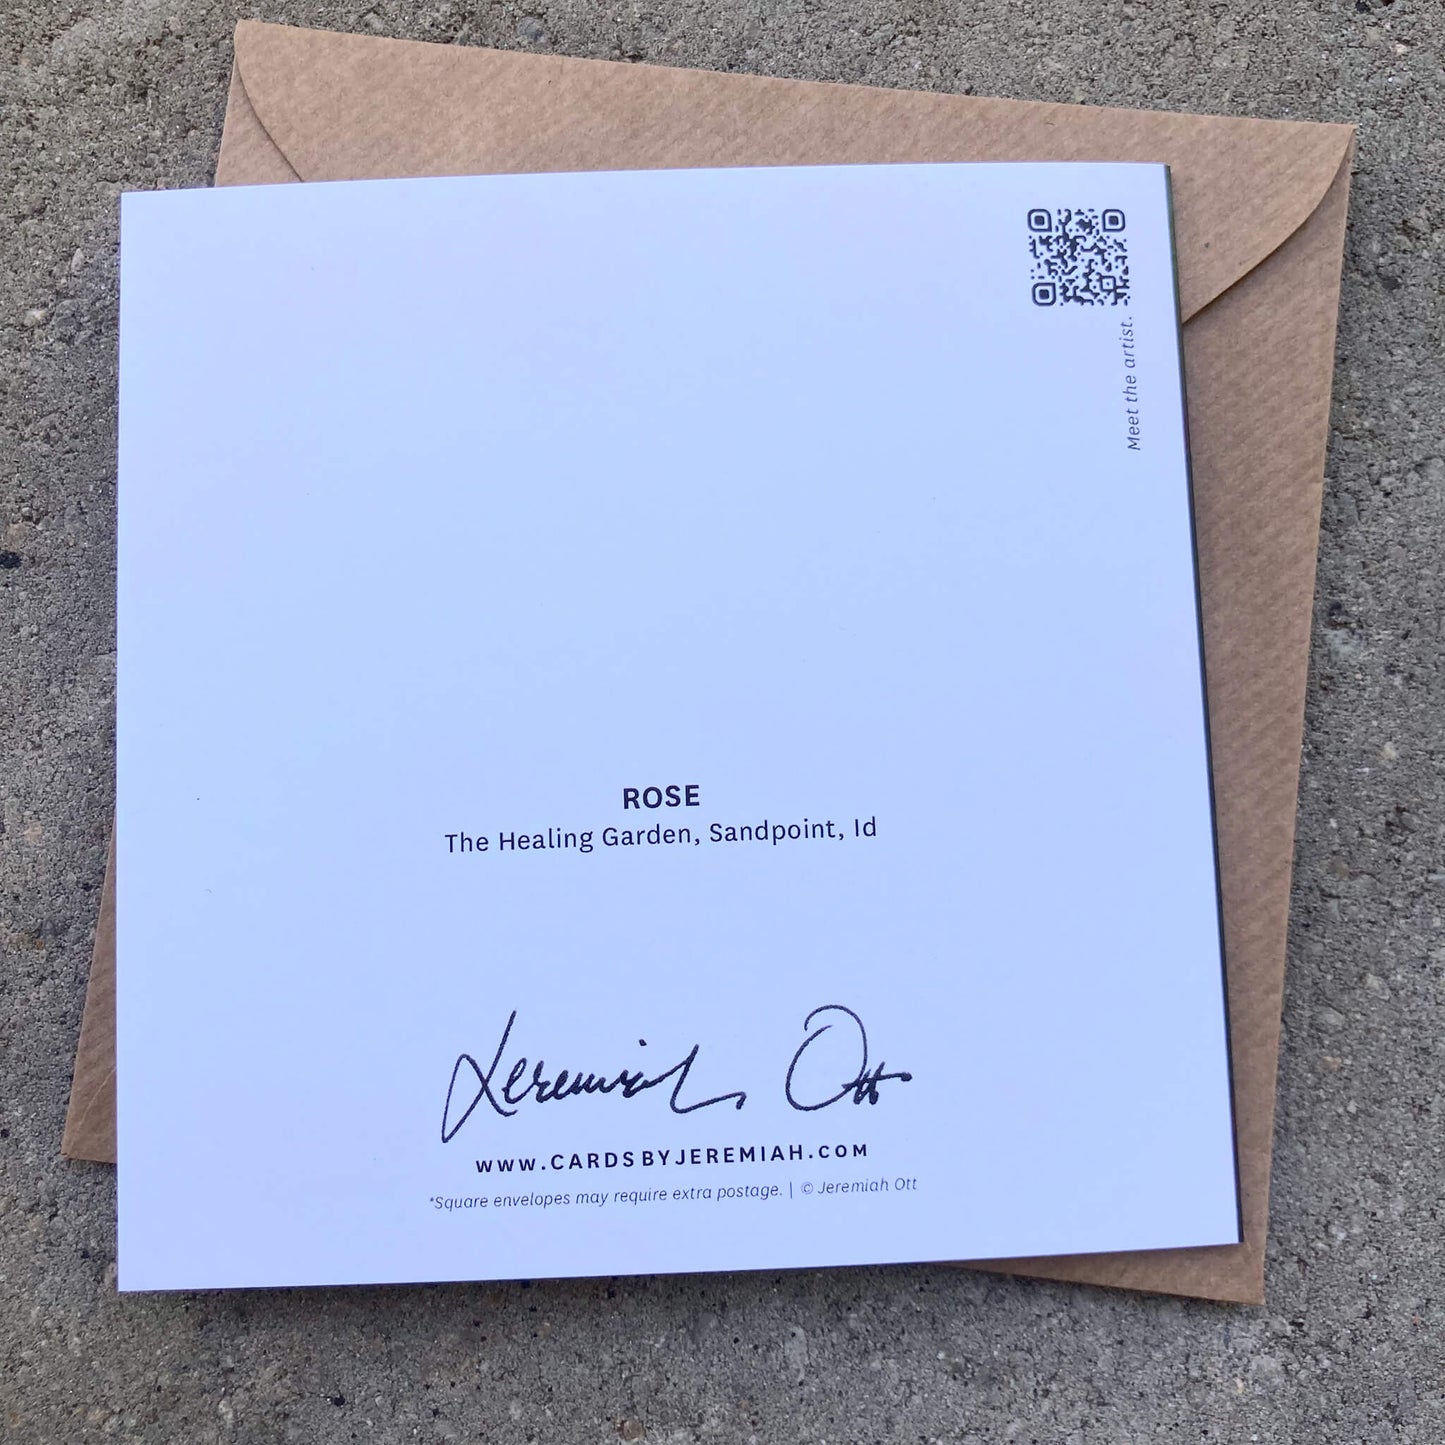 Meet the artist.
ROSE
The Healing Garden, Sandpoint, Id
Jeremiah Ott
WWW.CARDSBYJEREMIAH.COM
*Square envelopes may require extra postage. | © Jeremiah Ott